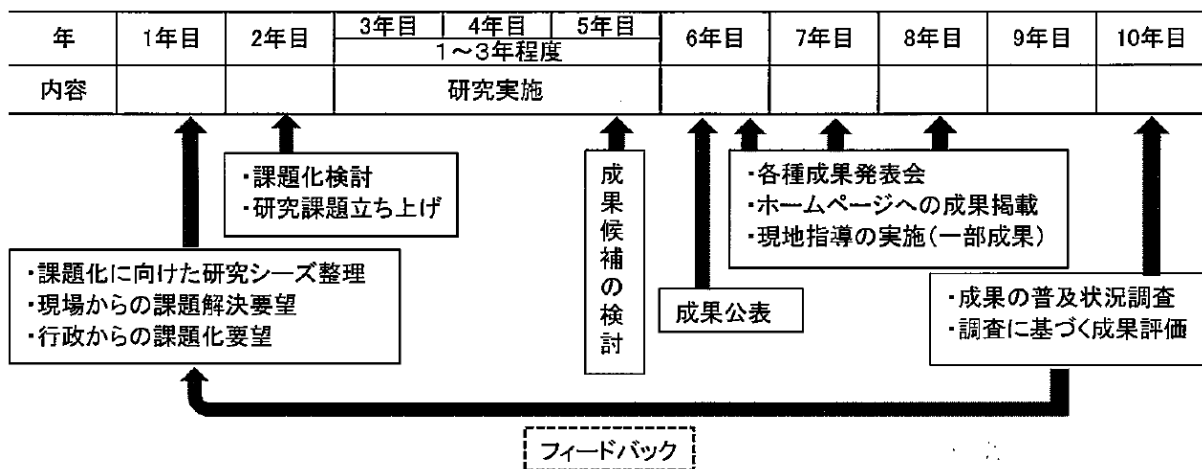 年 1年目 2年目 3年目 4年目 5年目 6年目 7年目 8年目 9年目 10年目
1～3年程度
内容 研究実施
・課題化に向けた研究シーズ整理
・現場からの課題解決要望
・行政からの課題化要望
・課題化検討
・研究課題立ち上げ
成果候補の検討
成果公表
・各種成果発表会
・ホームページへの成果掲載
・現地指導の実施(一部成果)
・成果の普及状況調査
・調査に基づく成果評価
フィードバック